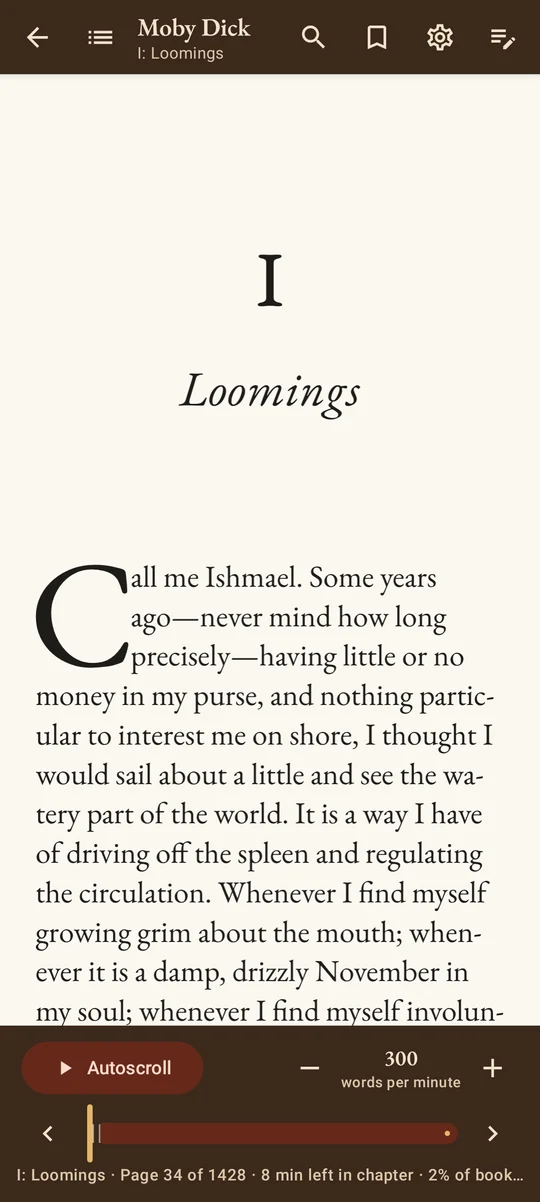 Moby Dick
I: Loomings
I
Loomings
Call me Ishmael. Some years
ago—never mind how long
precisely—having little or no
money in my purse, and nothing partic-
ular to interest me on shore, I thought I
would sail about a little and see the wa-
tery part of the world. It is a way I have
of driving off the spleen and regulating
the circulation. Whenever I find myself
growing grim about the mouth; when-
ever it is a damp, drizzly November in
my soul; whenever I find myself involun-
Autoscroll
300
words per minute
I: Loomings · Page 34 of 1428 · 8 min left in chapter · 2% of book…